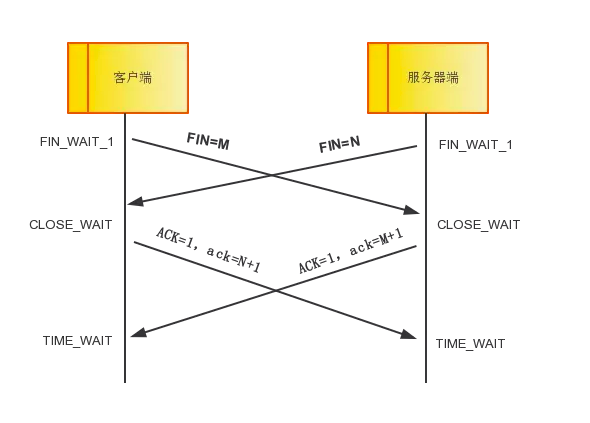 客户端
服务器端
FIN_WAIT_1
FIN=M
FIN=N
FIN_WAIT_1
CLOSE_WAIT
CLOSE_WAIT
ACK=1, ack=N+1
ACK=1, ack=M+1
TIME_WAIT
TIME_WAIT